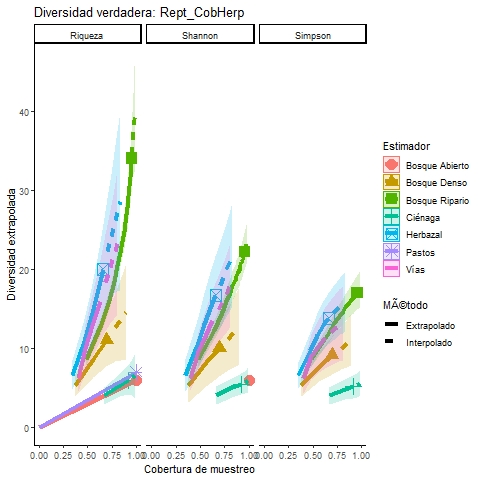 Diversidad verdadera: Rept_CobHerp
Riqueza Shannon Simpson
Diversidad extrapolada
40
30
20
10
0
0.00 0.25 0.50 0.75 1.00 0.00 0.25 0.50 0.75 1.00 0.00 0.25 0.50 0.75 1.00
Cobertura de muestreo
Estimador
Bosque Abierto
Bosque Denso
Bosque Ripario
Ciénaga
Herbazal
Pastos
Vías
MÃ©todo
Extrapolado
Interpolado